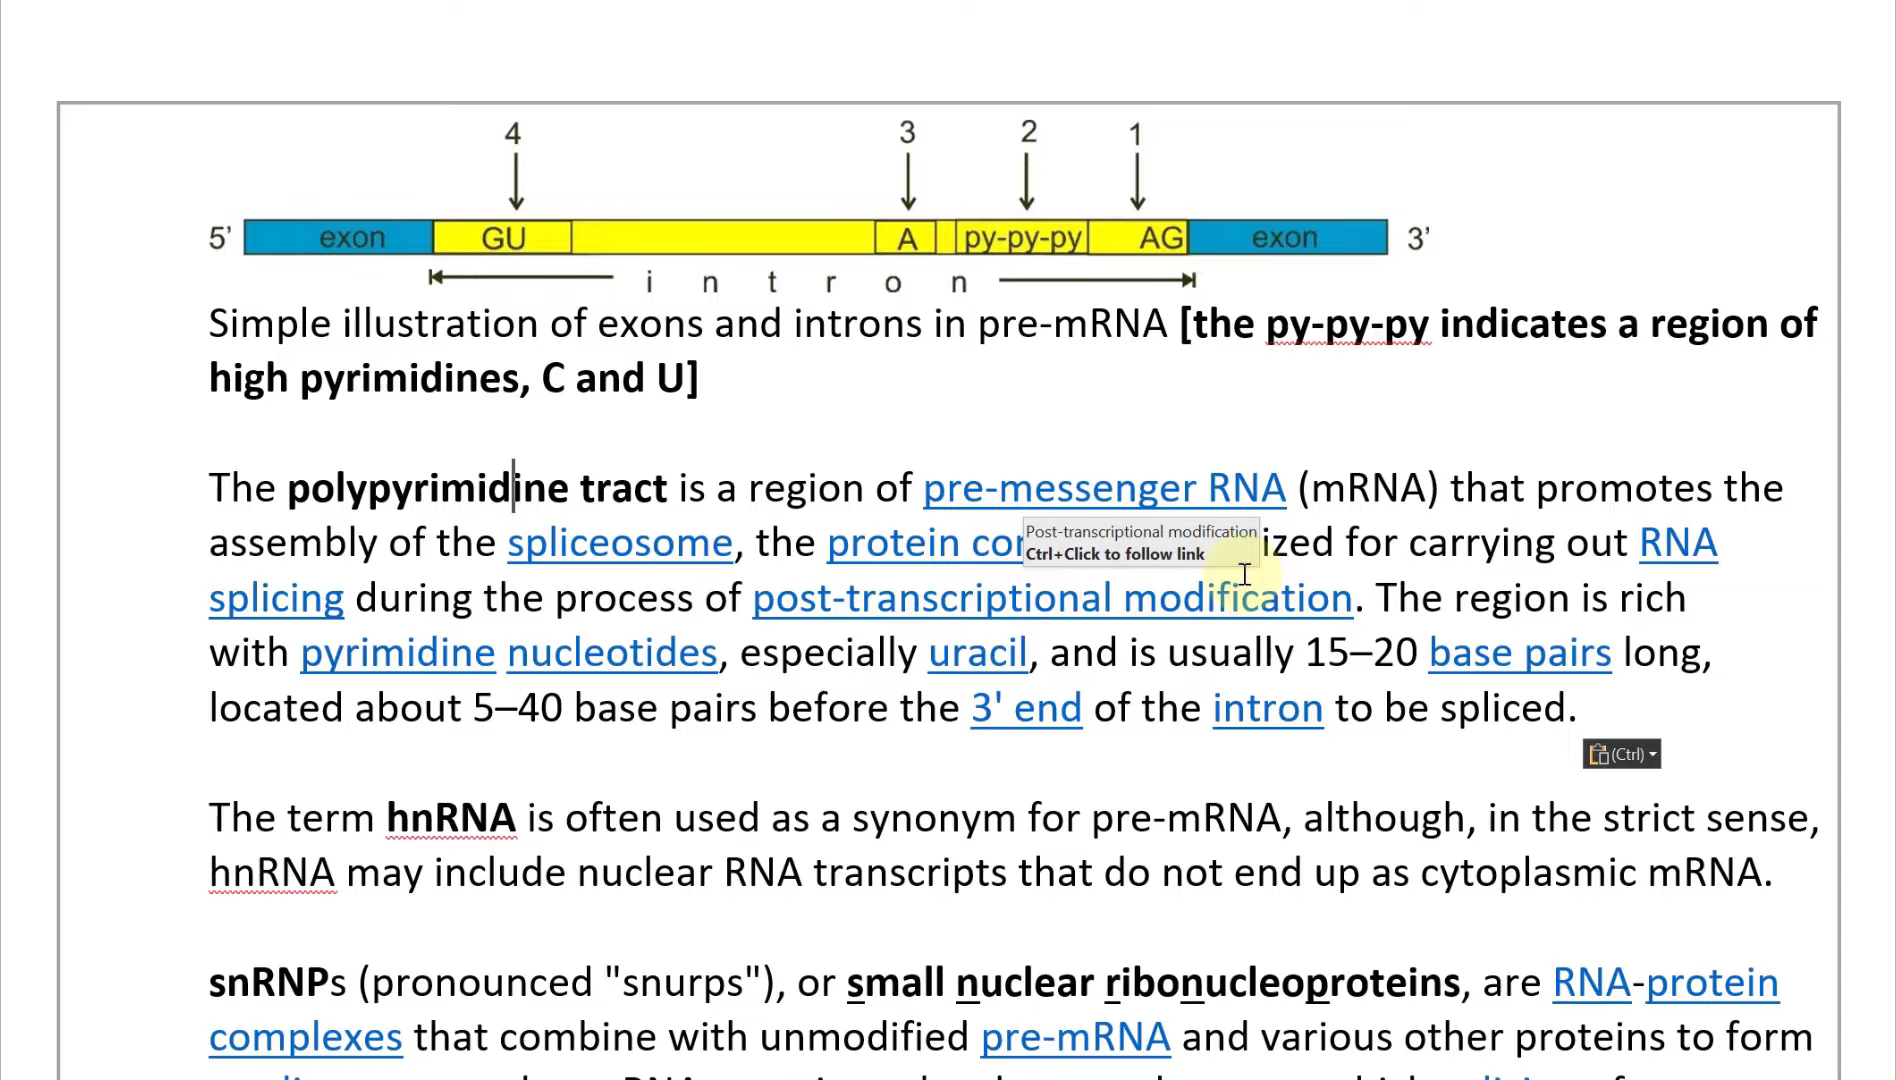 4 3 2 1
5’ exon GU A py-py-py AG exon 3’
i n t r o n
Simple illustration of exons and introns in pre-mRNA [the py-py-py indicates a region of
high pyrimidines, C and U]
The polypyrimidine tract is a region of pre-messenger RNA (mRNA) that promotes the
Post-transcriptional modification
Ctrl+Click to follow link
assembly of the spliceosome, the protein ized for carrying out RNA
splicing during the process of post-transcriptional modification. The region is rich
with pyrimidine nucleotides, especially uracil, and is usually 15–20 base pairs long,
located about 5–40 base pairs before the 3' end of the intron to be spliced.
(Ctrl)
The term hnRNA is often used as a synonym for pre-mRNA, although, in the strict sense,
hnRNA may include nuclear RNA transcripts that do not end up as cytoplasmic mRNA.
snRNPs (pronounced "snurps"), or small nuclear ribonucleoproteins, are RNA-protein
complexes that combine with unmodified pre-mRNA and various other proteins to form